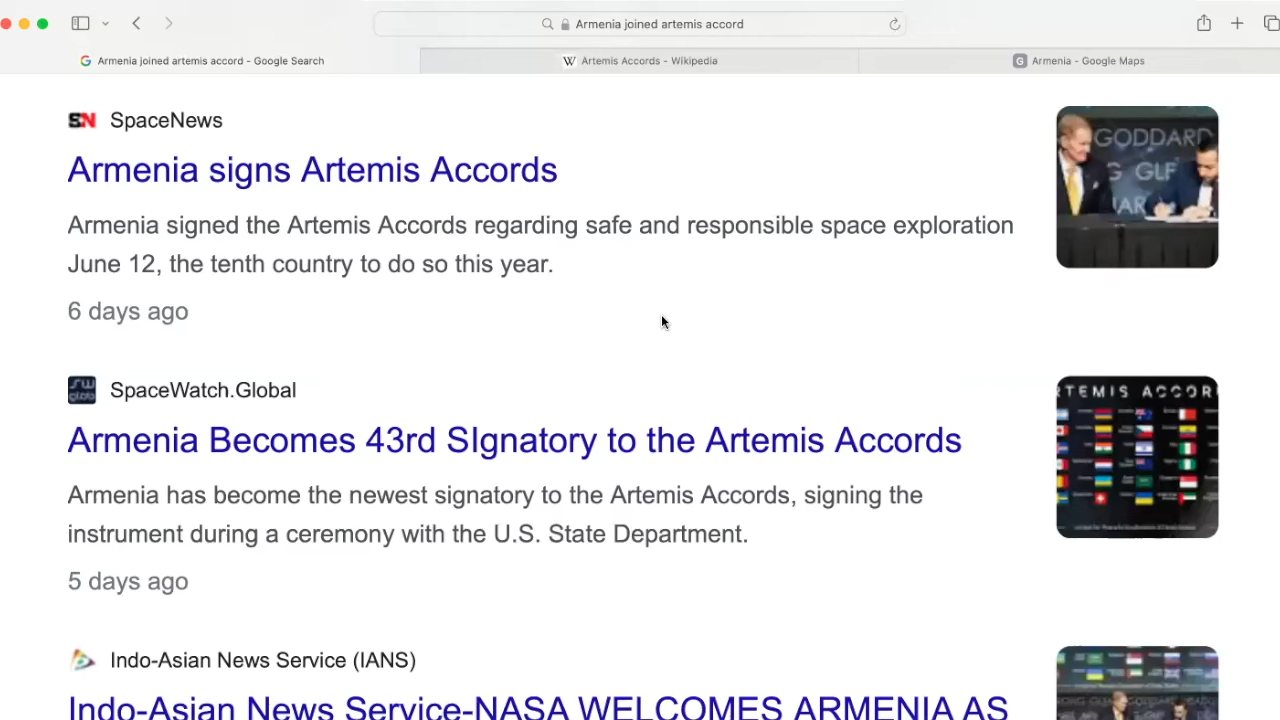 Armenia joined artemis accord
Armenia joined artemis accord - Google Search
Artemis Accords - Wikipedia
G Armenia - Google Maps
SN SpaceNews
Armenia signs Artemis Accords
Armenia signed the Artemis Accords regarding safe and responsible space exploration
June 12, the tenth country to do so this year.
6 days ago
GODDARD
SpaceWatch.Global
Armenia Becomes 43rd SIgnatory to the Artemis Accords
Armenia has become the newest signatory to the Artemis Accords, signing the
instrument during a ceremony with the U.S. State Department.
5 days ago
RTEMIS ACCOR
Indo-Asian News Service (IANS)
Indo-Asian News Service-NASA WELCOMES ARMENIA AS